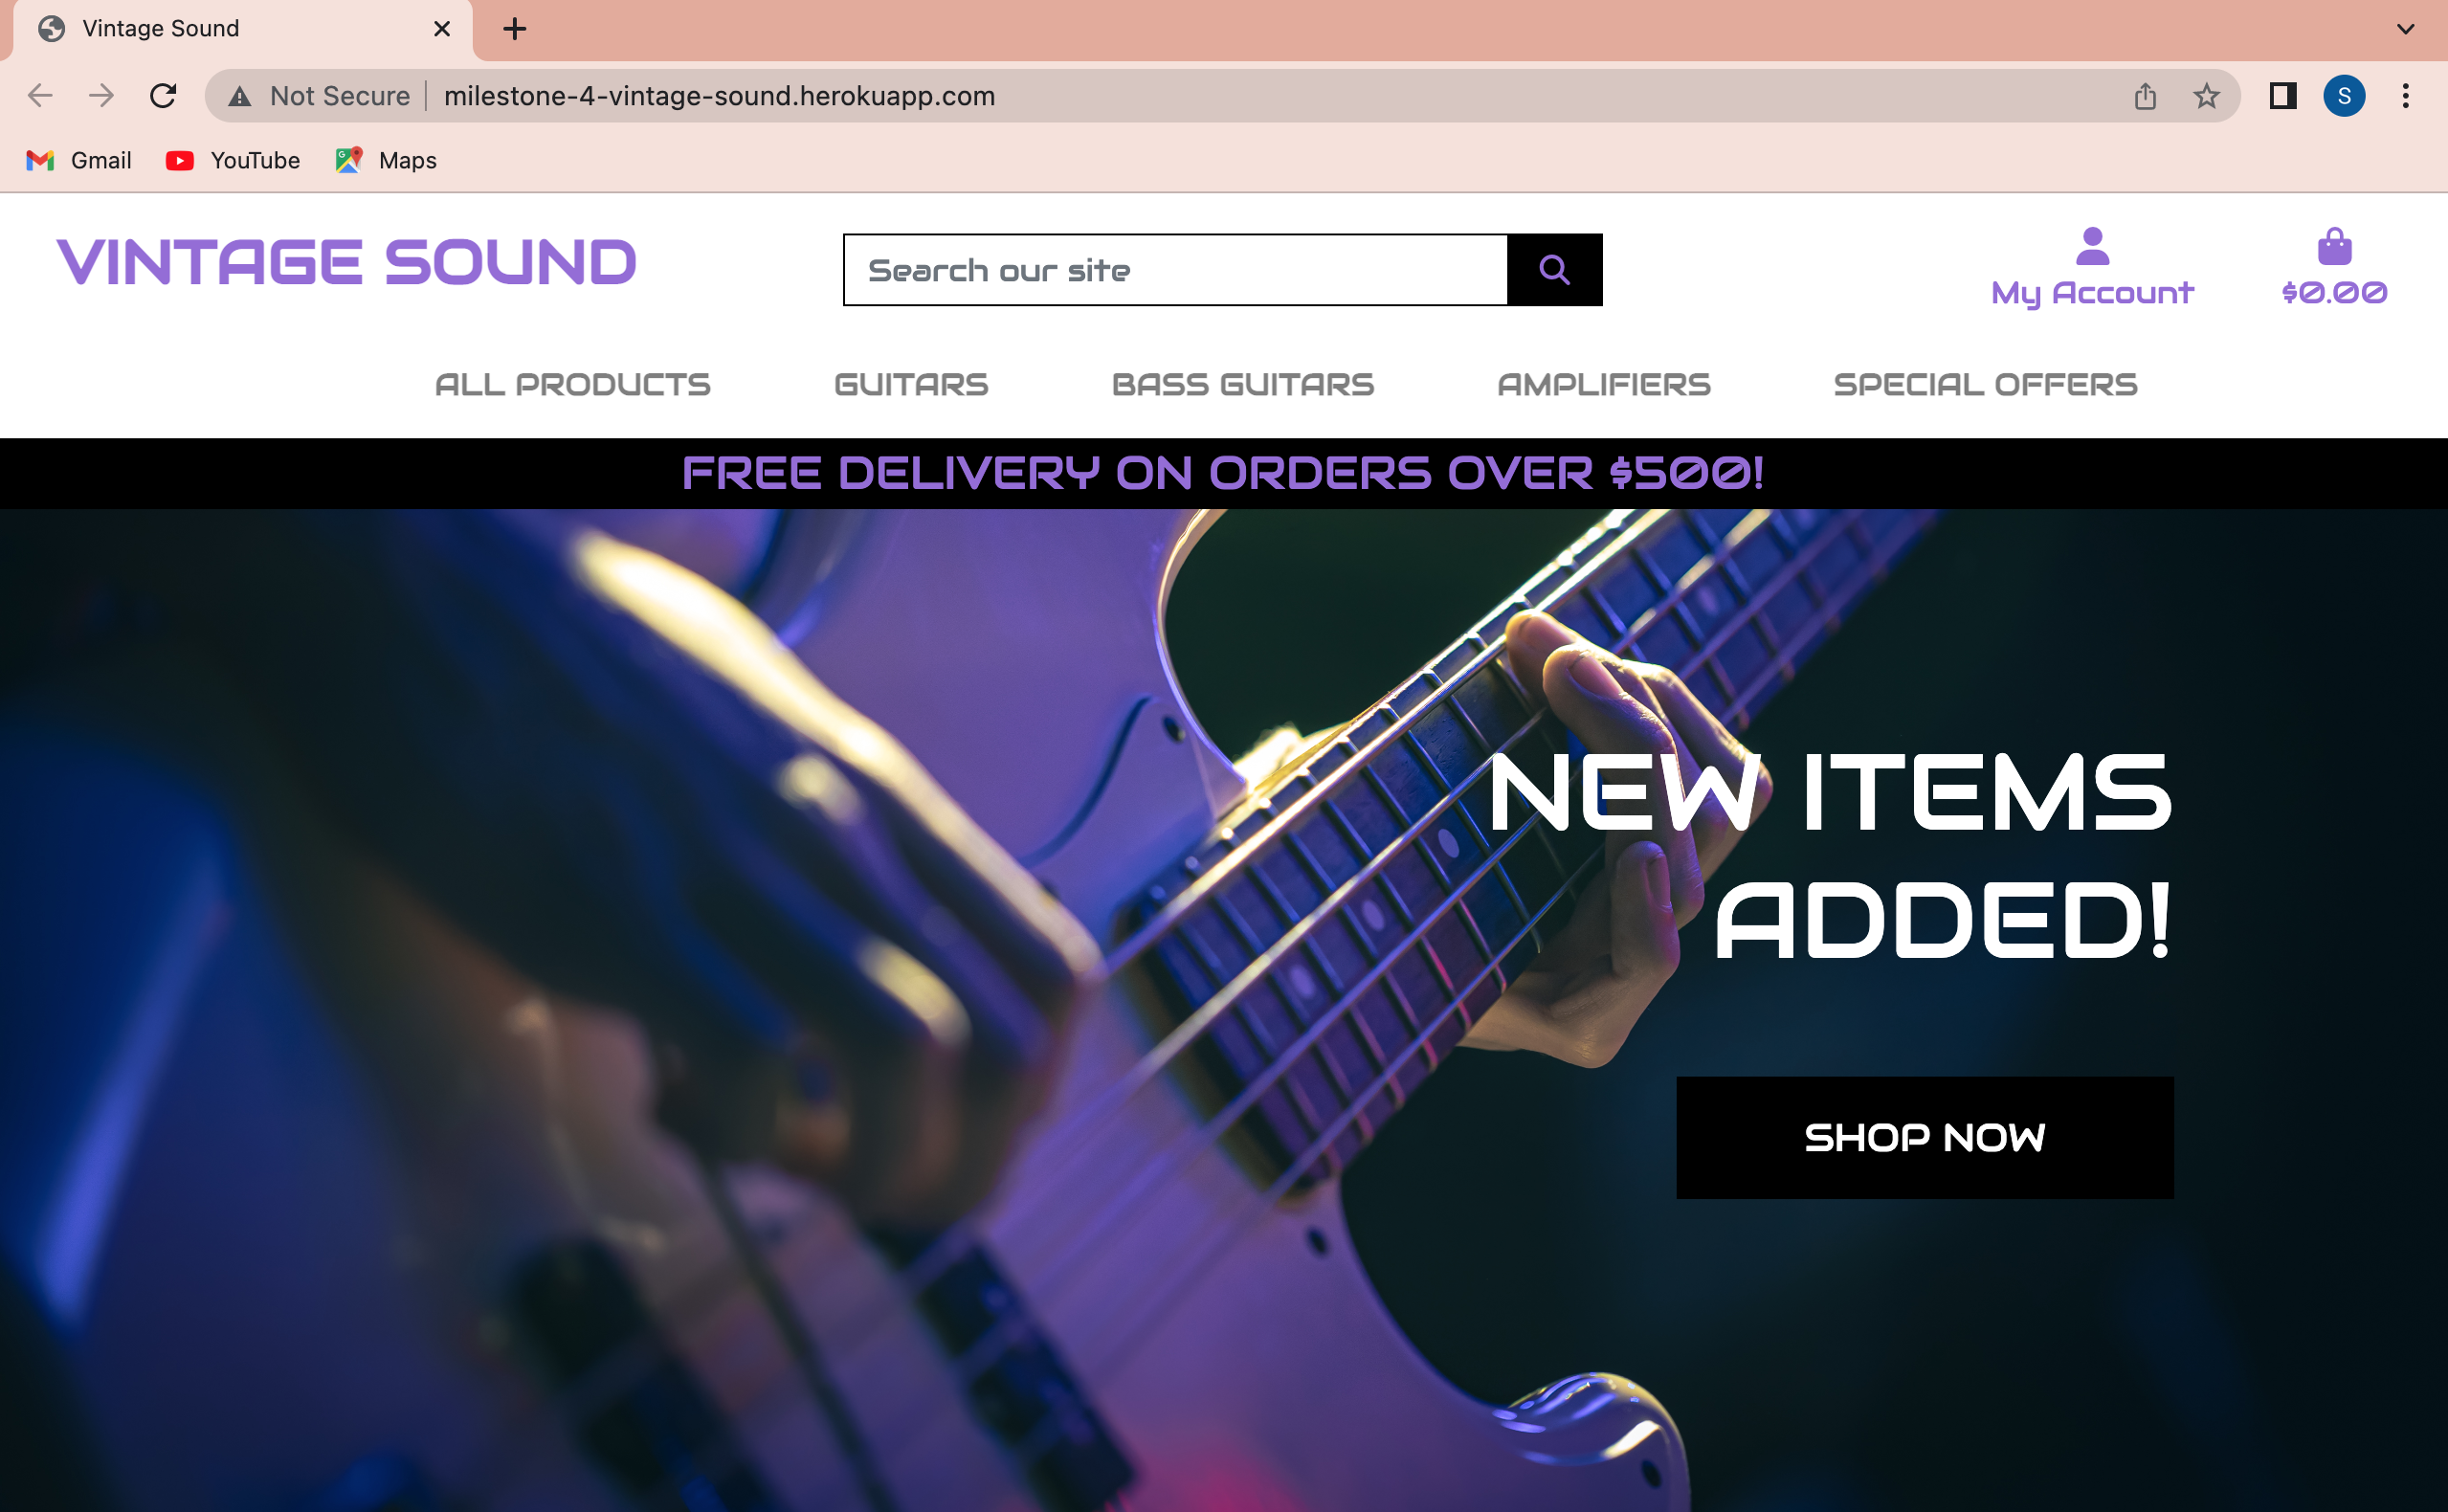 Vintage Sound
Not Secure milestone-4-vintage-sound.herokuapp.com S
Gmail YouTube Maps
VINTAGE SOUND
Search our site
My Account $0.00
ALL PRODUCTS GUITARS BASS GUITARS AMPLIFIERS SPECIAL OFFERS
FREE DELIVERY ON ORDERS OVER $500!
NEW ITEMS
ADDED!
SHOP NOW